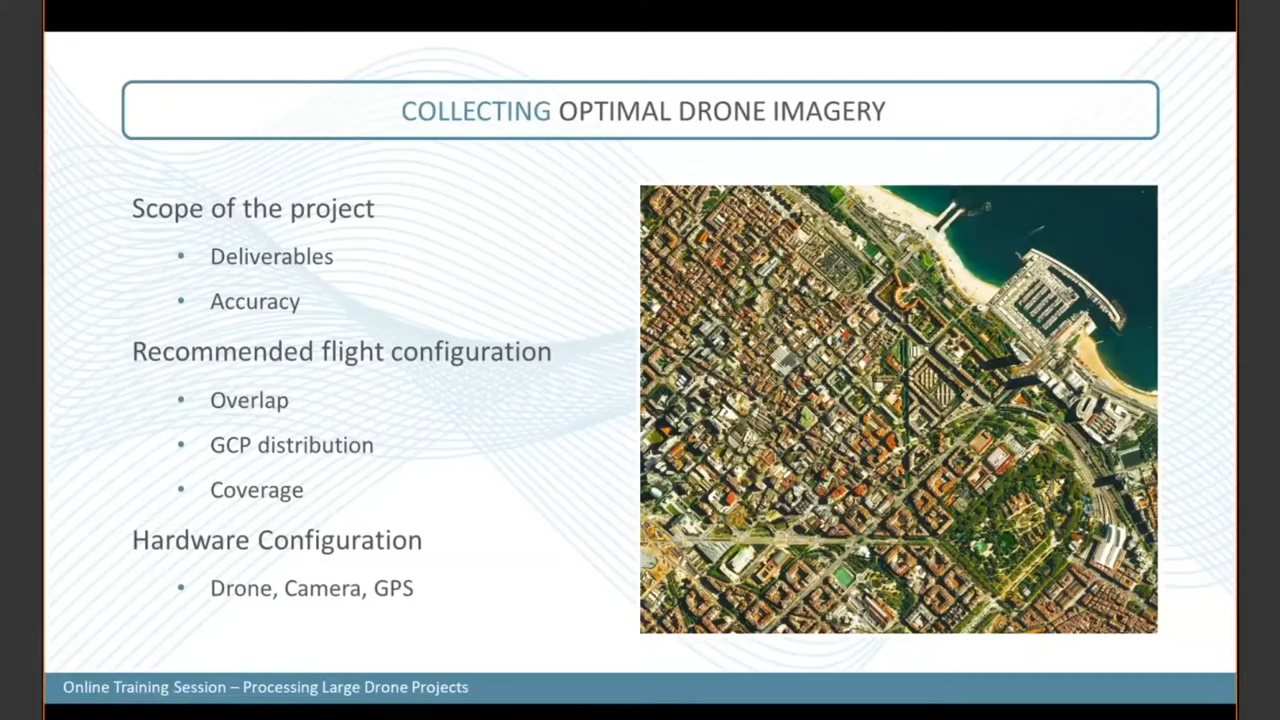 COLLECTING OPTIMAL DRONE IMAGERY
Scope of the project
• Deliverables
• Accuracy
Recommended flight configuration
• Overlap
• GCP distribution
• Coverage
Hardware Configuration
• Drone, Camera, GPS
Online Training Session – Processing Large Drone Projects